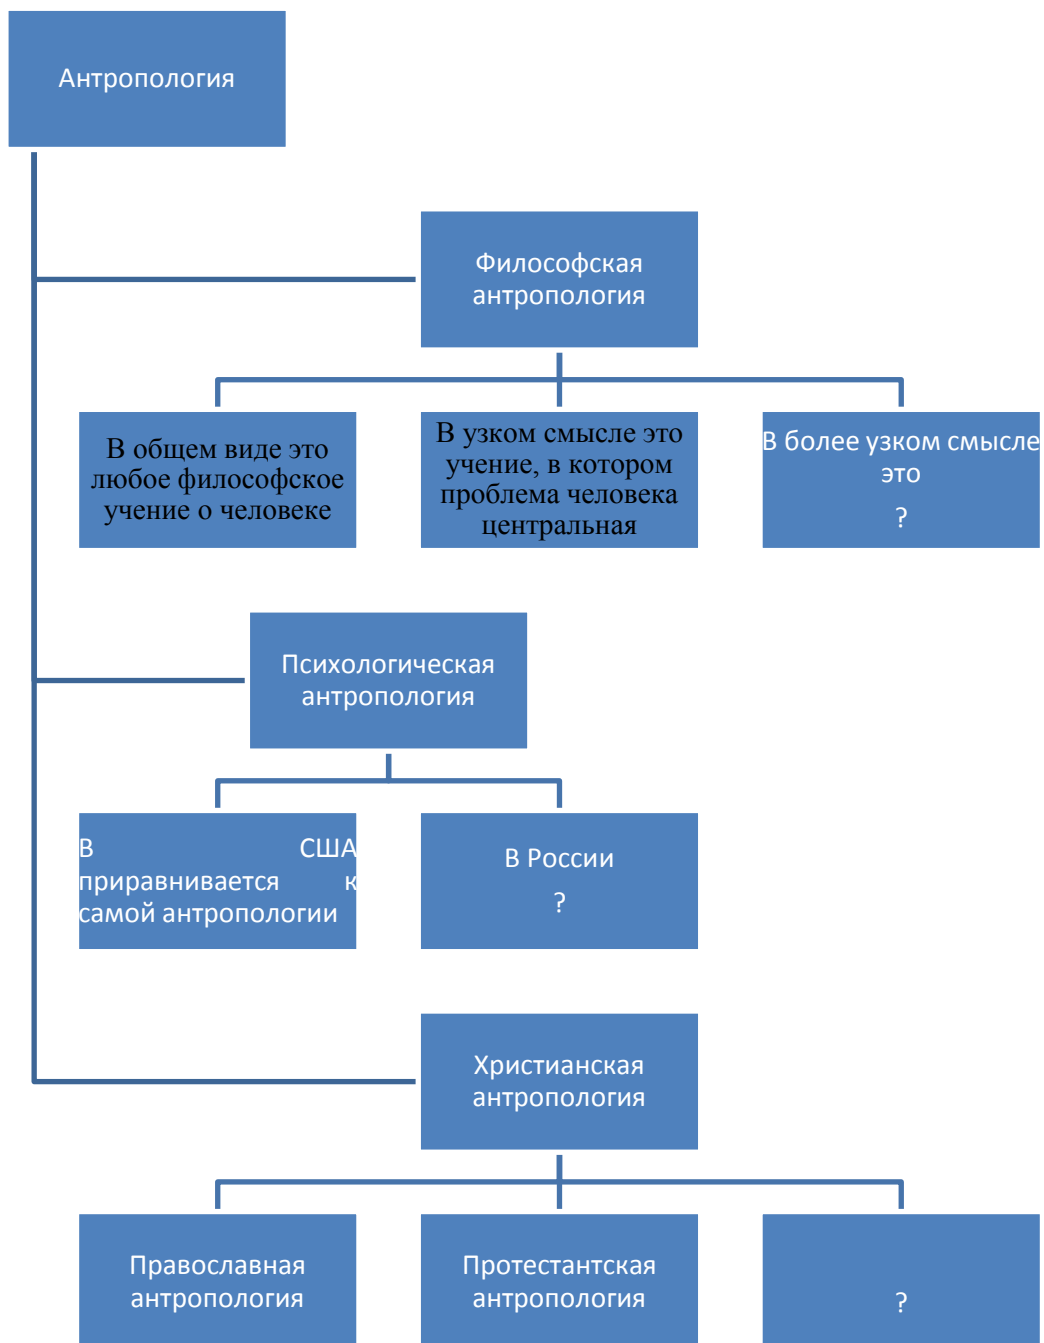 Антропология
Философская
антропология
В общем виде это
любое философское
учение о человеке
В узком смысле это
учение, в котором
проблема человека
центральная
В более узком смысле
это
?
Психологическая
антропология
В США
приравнивается к
самой антропологии
В России
?
Христианская
антропология
Православная
антропология
Протестантская
антропология
?